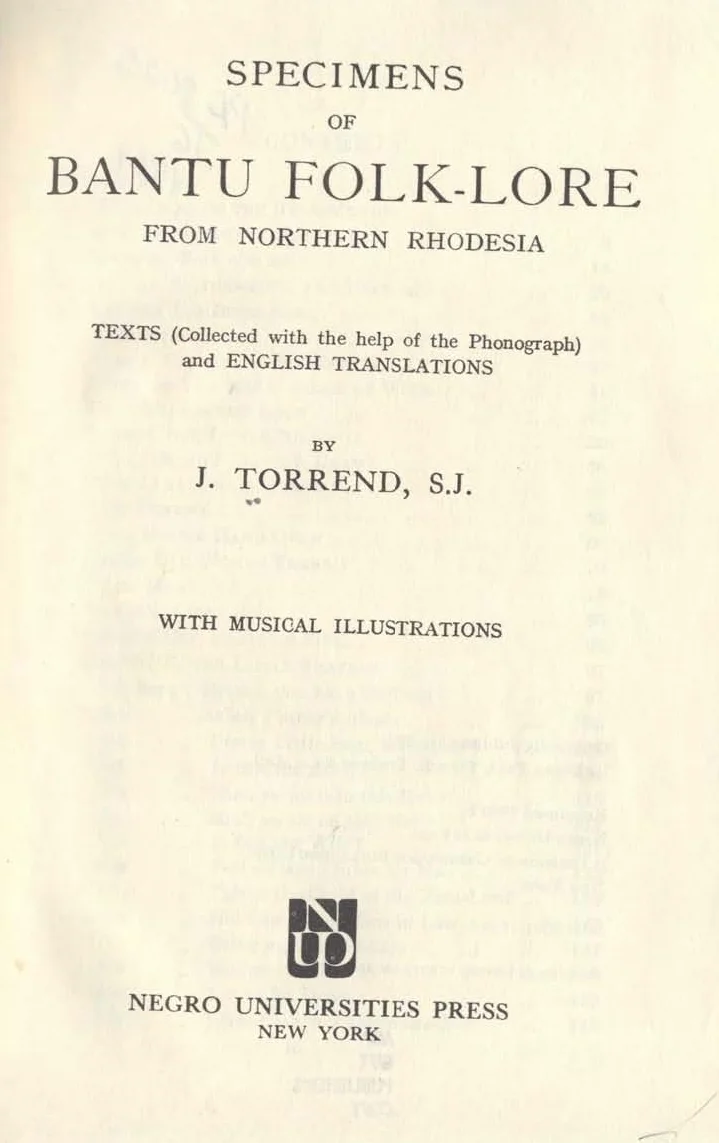 SPECIMENS
OF
BANTU FOLK-LORE
FROM NORTHERN RHODESIA
TEXTS (Collected with the help of the Phonograph)
and ENGLISH TRANSLATIONS
BY
J. TORREND, S.J.
WITH MUSICAL ILLUSTRATIONS
NUP
NEGRO UNIVERSITIES PRESS
NEW YORK